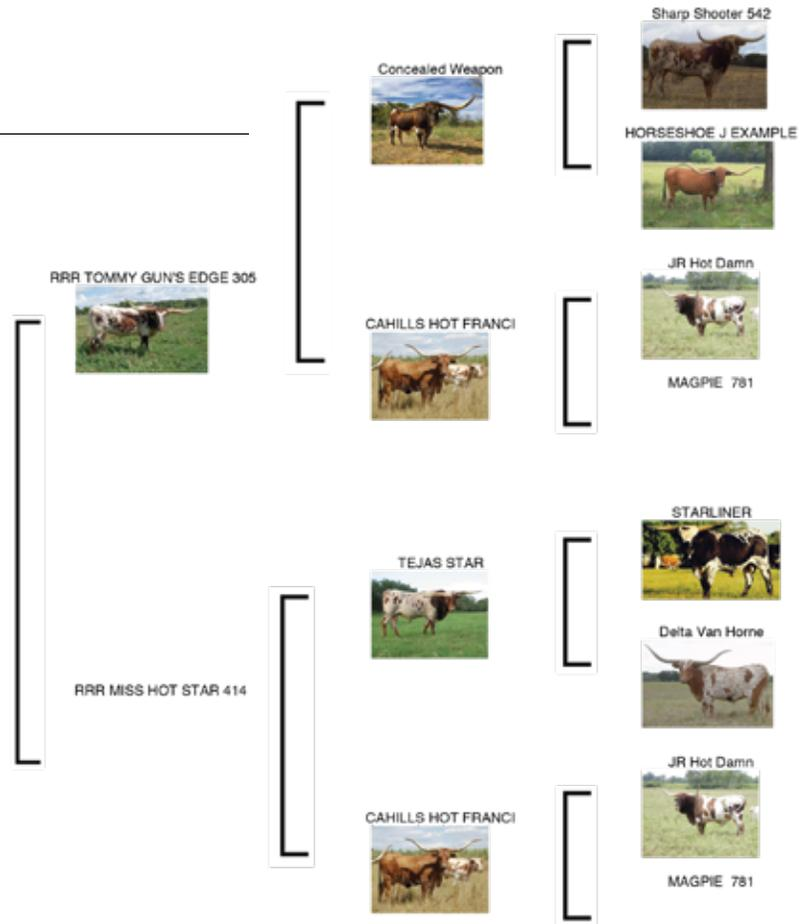 Sharp Shooter 542
Concealed Weapon
HORSESHOE J EXAMPLE
JR Hot Damn
RRR TOMMY GUN'S EDGE 305
CAHILLS HOT FRANCI
MAGPIE 781
STARLINER
TEJAS STAR
Delta Van Horne
RRR MISS HOT STAR 414
JR Hot Damn
CAHILLS HOT FRANCI
MAGPIE 781